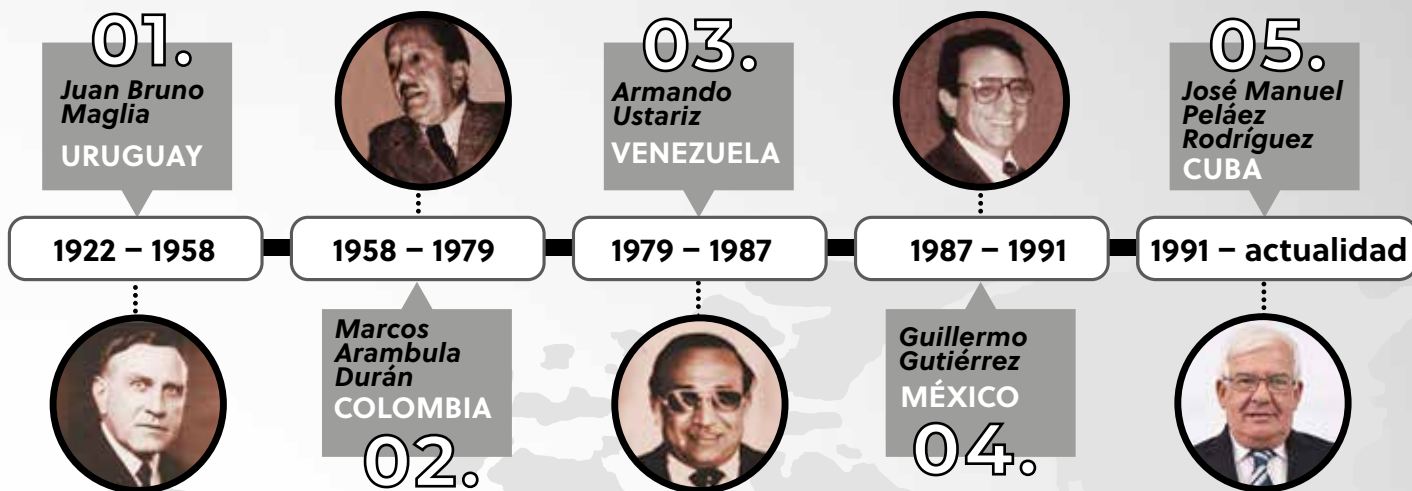 01.
Juan Bruno
Maglia
URUGUAY
1922 – 1958
1958 – 1979
Marcos
Arambula
Durán
COLOMBIA
02.
03.
Armando
Ustariz
VENEZUELA
1979 – 1987
1987 – 1991
Guillermo
Gutiérrez
MÉXICO
04.
05.
José Manuel
Peláez
Rodríguez
CUBA
1991 – actualidad